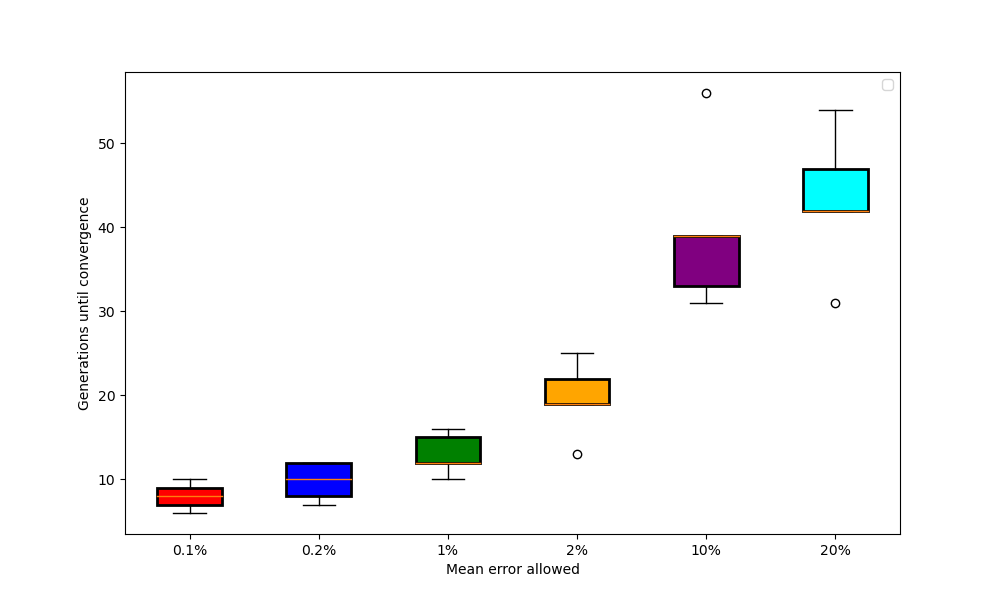 50
40
30
20
10
Generations until convergence
0.1% 0.2% 1% 2% 10% 20%
Mean error allowed